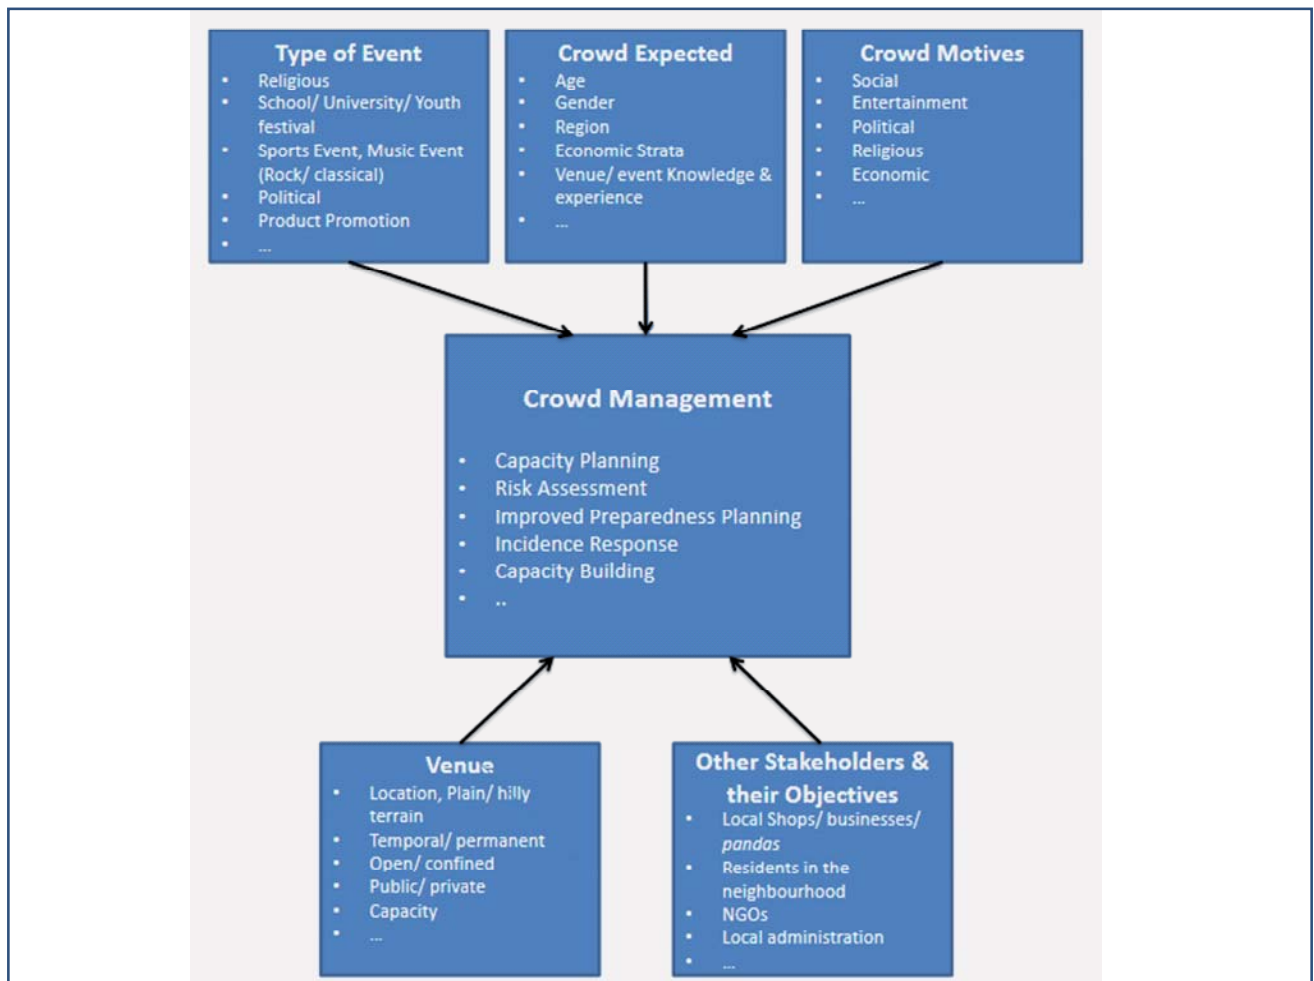 Type of Event
• Religious
• School/ University/ Youth
festival
• Sports Event, Music Event
(Rock/ classical)
• Political
• Product Promotion
• ...
Crowd Expected
• Age
• Gender
• Region
• Economic Strata
• Venue/ event Knowledge &
experience
• ...
Crowd Motives
• Social
• Entertainment
• Political
• Religious
• Economic
• ...
Crowd Management
• Capacity Planning
• Risk Assessment
• Improved Preparedness Planning
• Incidence Response
• Capacity Building
• ..
Venue
• Location, Plain/ hilly
terrain
• Temporal/ permanent
• Open/ confined
• Public/ private
• Capacity
• ...
Other Stakeholders &
their Objectives
• Local Shops/ businesses/
pandas
• Residents in the
neighbourhood
• NGOs
• Local administration
• ...